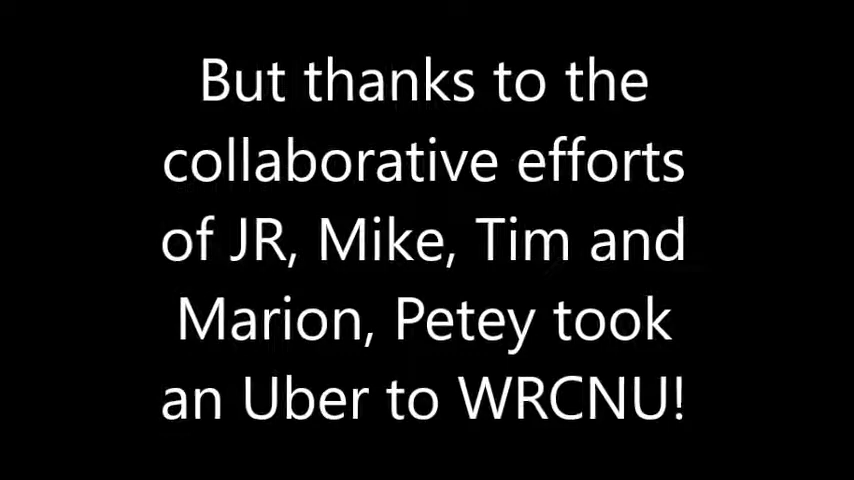 But thanks to the
collaborative efforts
of JR, Mike, Tim and
Marion, Petey took
an Uber to WRCNU!